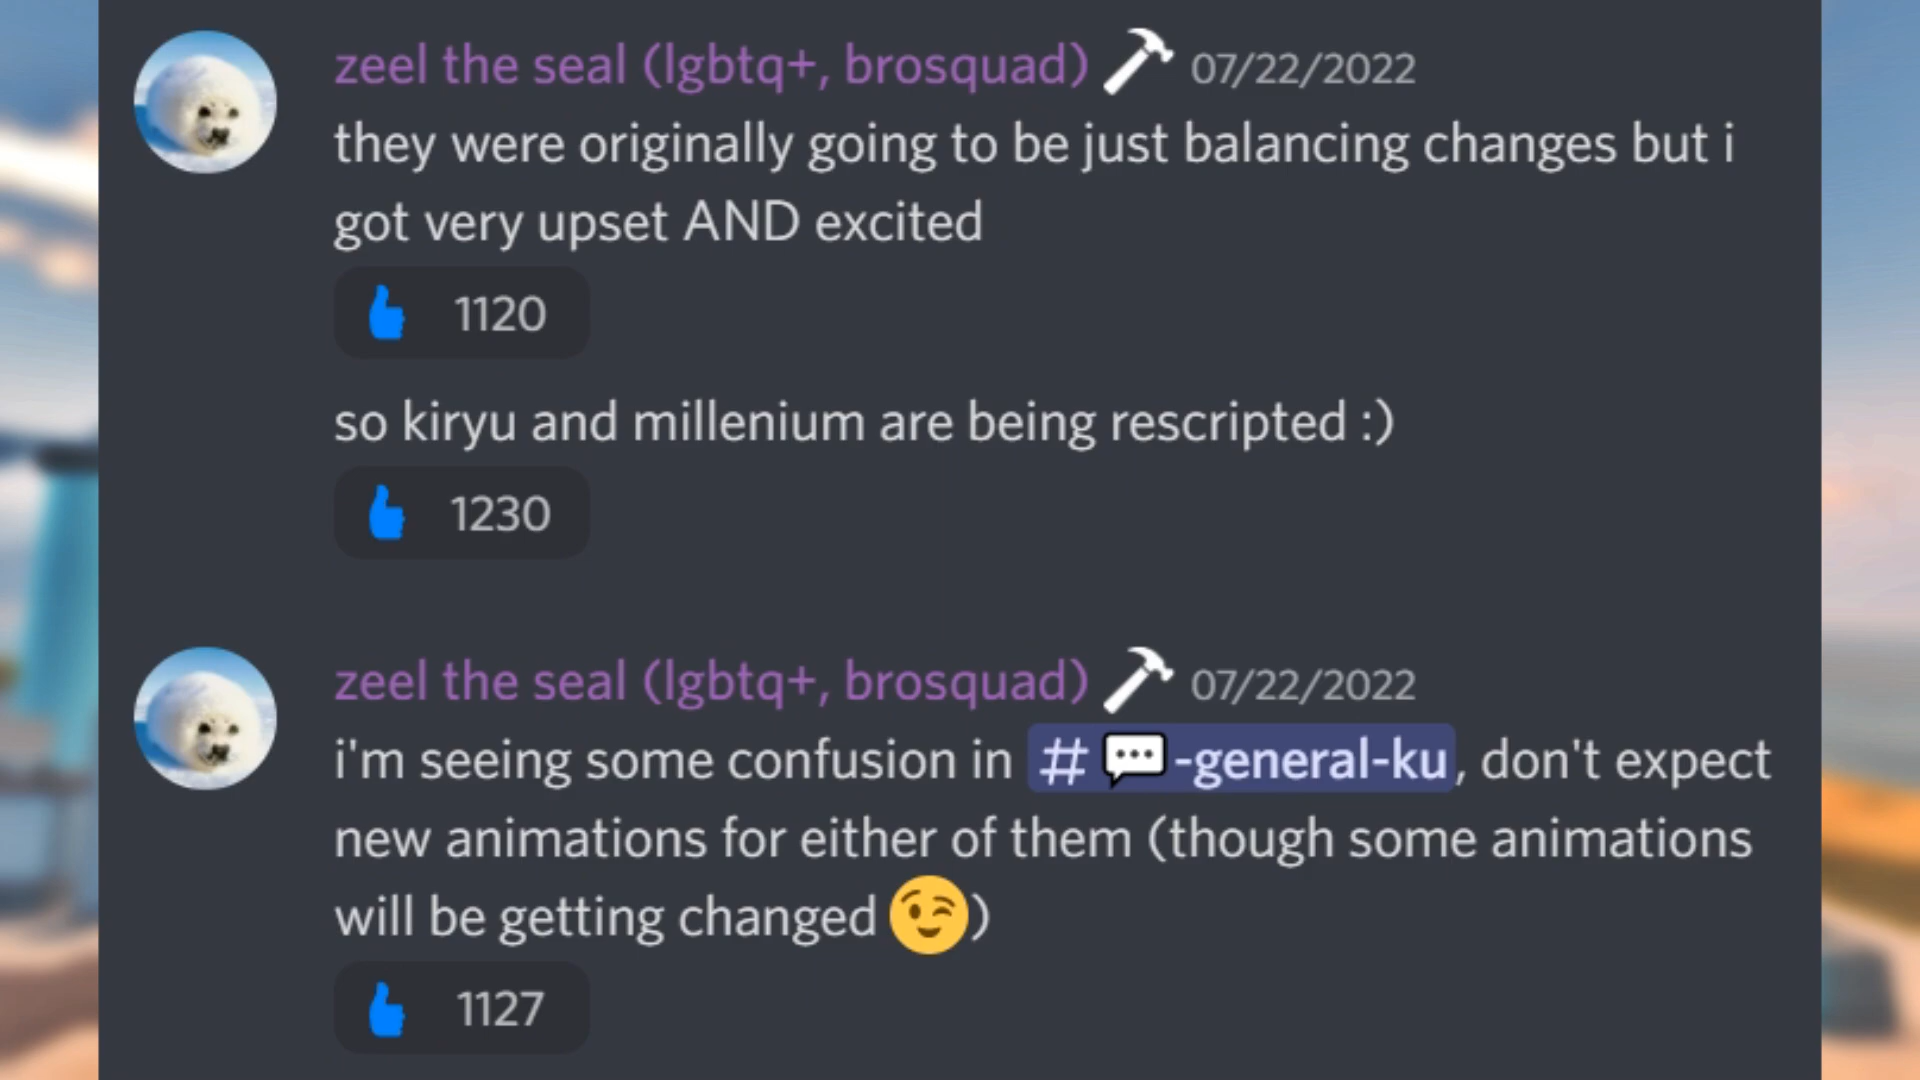 zeel the seal (lgbtq+, brosquad) 07/22/2022
they were originally going to be just balancing changes but i
got very upset AND excited
1120
so kiryu and millenium are being rescripted :)
1230
zeel the seal (lgbtq+, brosquad) 07/22/2022
i'm seeing some confusion in # 💬-general-ku, don't expect
new animations for either of them (though some animations
will be getting changed 😉)
1127